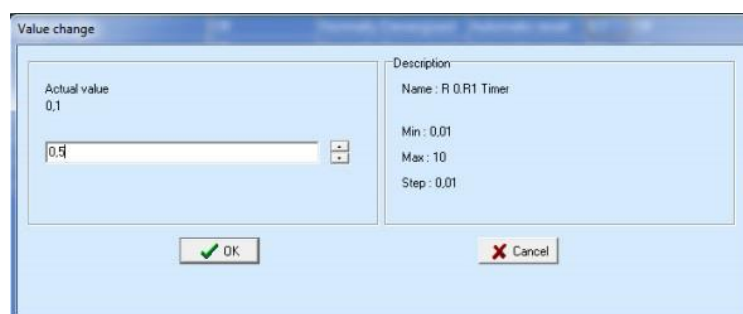 Value change
Actual value
0,1
0,5
Description
Name : R 0.R1 Timer
Min : 0,01
Max : 10
Step : 0,01
OK
Cancel